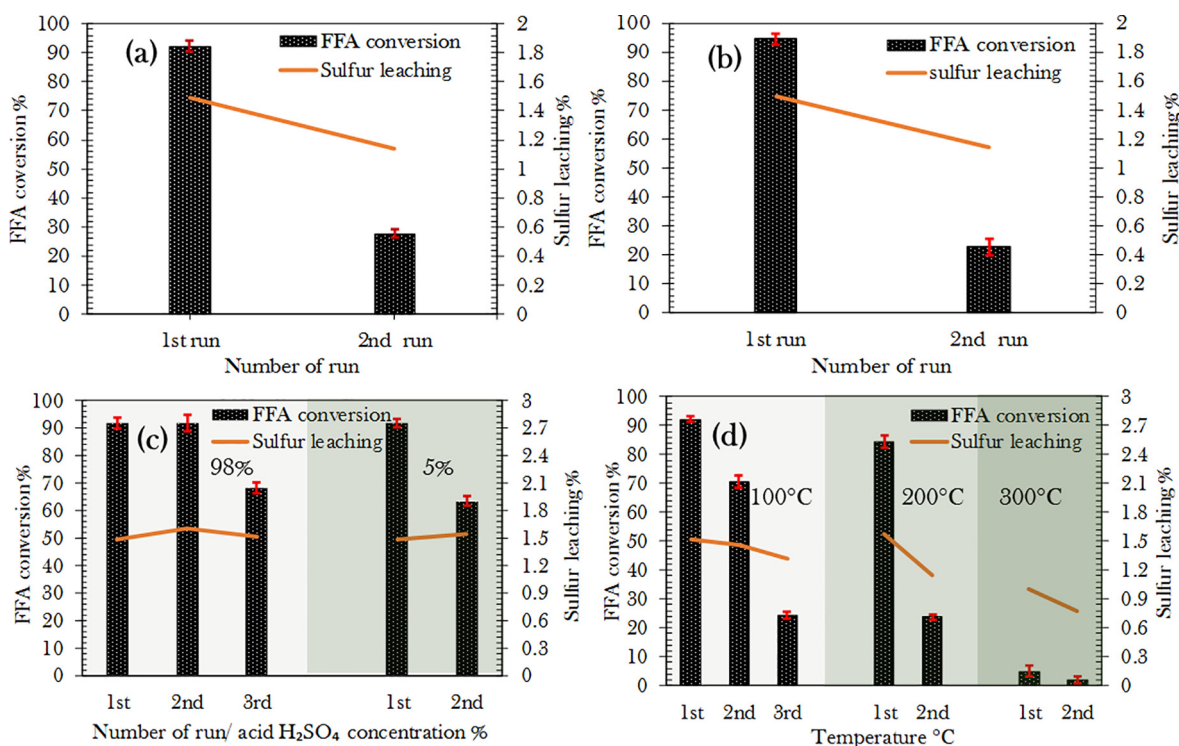 (a)
FFA conversion
Sulfur leaching
FFA coversion %
100
90
80
70
60
50
40
30
20
10
0
2
1.8
1.6
1.4
1.2
1
0.8
0.6
0.4
0.2
0
Sulfur leaching %
1st run
2nd run
Number of run
(b)
FFA conversion
sulfur leaching
FFA conversion %
100
90
80
70
60
50
40
30
20
10
0
2
1.8
1.6
1.4
1.2
1
0.8
0.6
0.4
0.2
0
Sulfur leaching %
1st run
2nd run
Number of run
(c)
FFA conversion
Sulfur leaching
98%
5%
FFA conversion %
100
90
80
70
60
50
40
30
20
10
0
3
2.7
2.4
2.1
1.8
1.5
1.2
0.9
0.6
0.3
0
Sulfur leaching %
1st
2nd
3rd
1st
2nd
Number of run/ acid H₂SO₄ concentration %
(d)
FFA conversion
Sulfur leaching
100°C
200°C
300°C
FFA conversion %
100
90
80
70
60
50
40
30
20
10
0
3
2.7
2.4
2.1
1.8
1.5
1.2
0.9
0.6
0.3
0
Sulfur leaching %
1st
2nd
3rd
1st
2nd
1st
2nd
Temperature °C